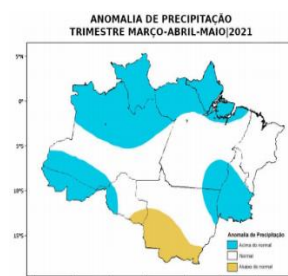 ANOMALIA DE PRECIPITAÇÃO
TRIMESTRE MARÇO-ABRIL-MAIO|2021
5°N
0°
5°S
10°S
15°S
Anomalia de Precipitação
Acima do normal
Normal
Abaixo do normal